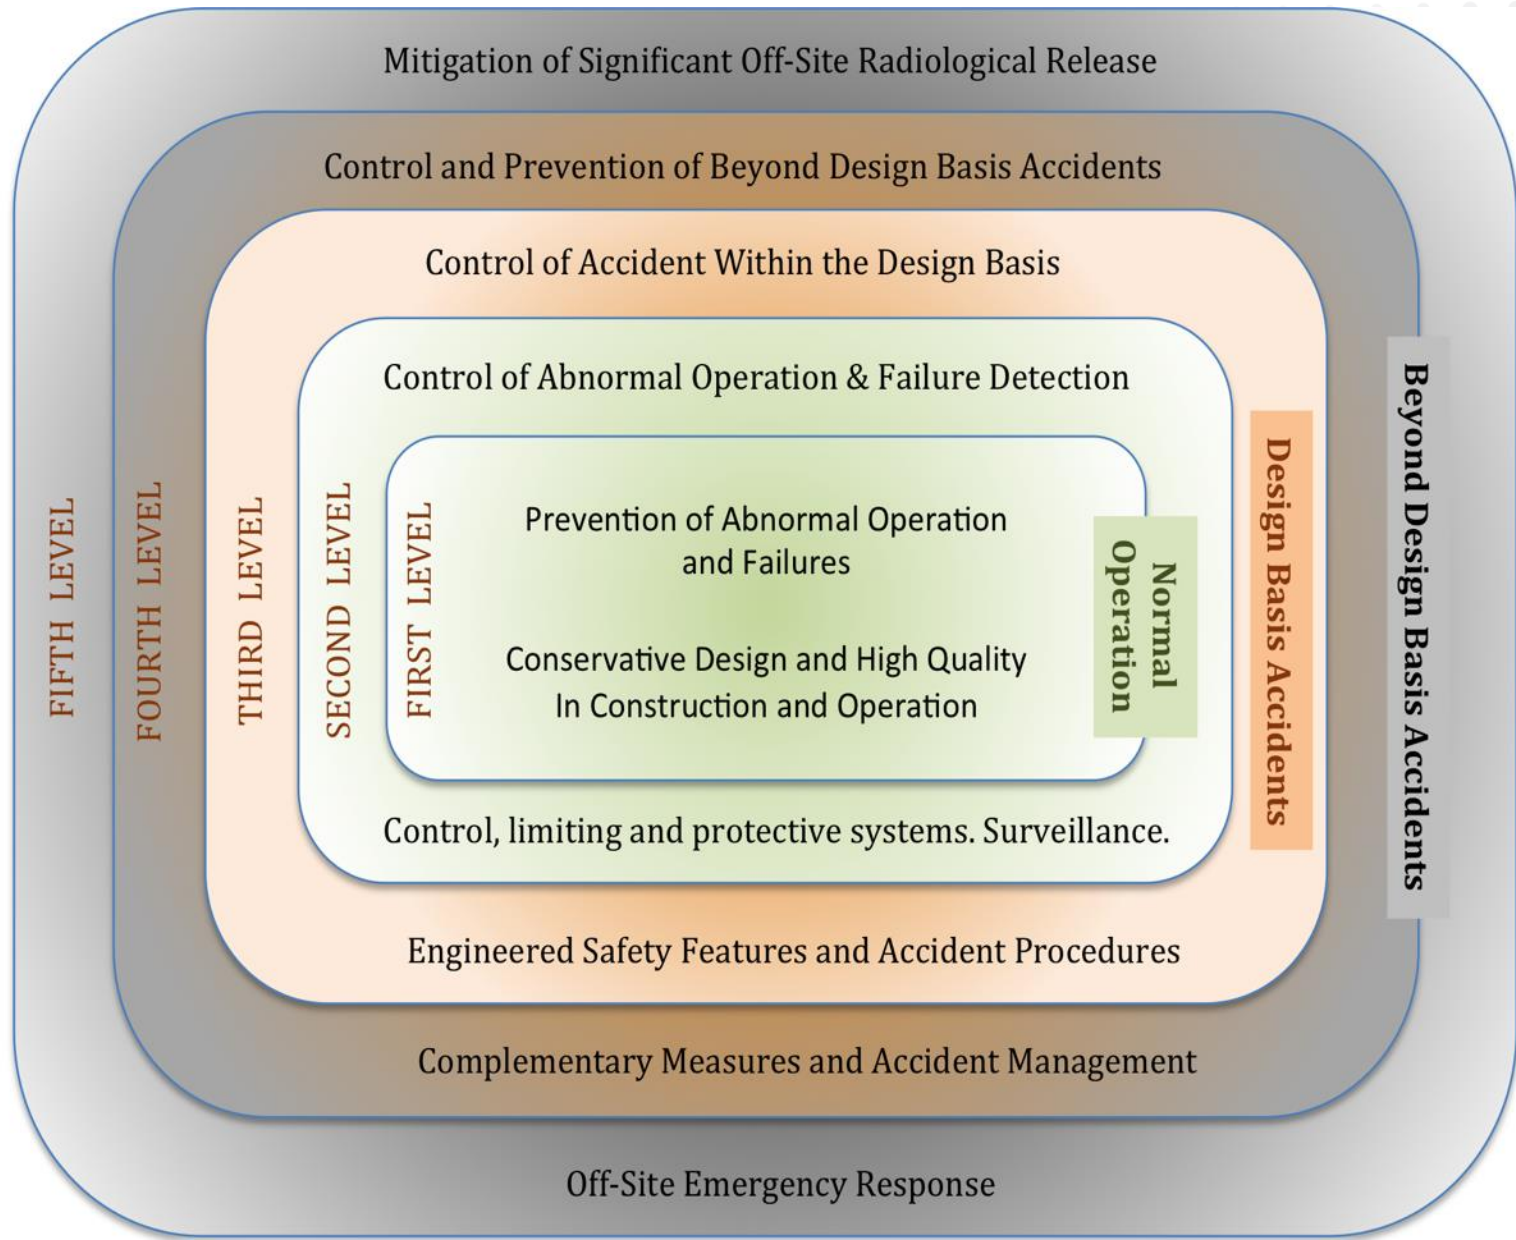 Mitigation of Significant Off-Site Radiological Release
Control and Prevention of Beyond Design Basis Accidents
Control of Accident Within the Design Basis
Control of Abnormal Operation & Failure Detection
Prevention of Abnormal Operation
and Failures
Conservative Design and High Quality
In Construction and Operation
Control, limiting and protective systems. Surveillance.
Engineered Safety Features and Accident Procedures
Complementary Measures and Accident Management
Off-Site Emergency Response
FIFTH LEVEL
FOURTH LEVEL
THIRD LEVEL
SECOND LEVEL
FIRST LEVEL
Normal
Operation
Design Basis Accidents
Beyond Design Basis Accidents